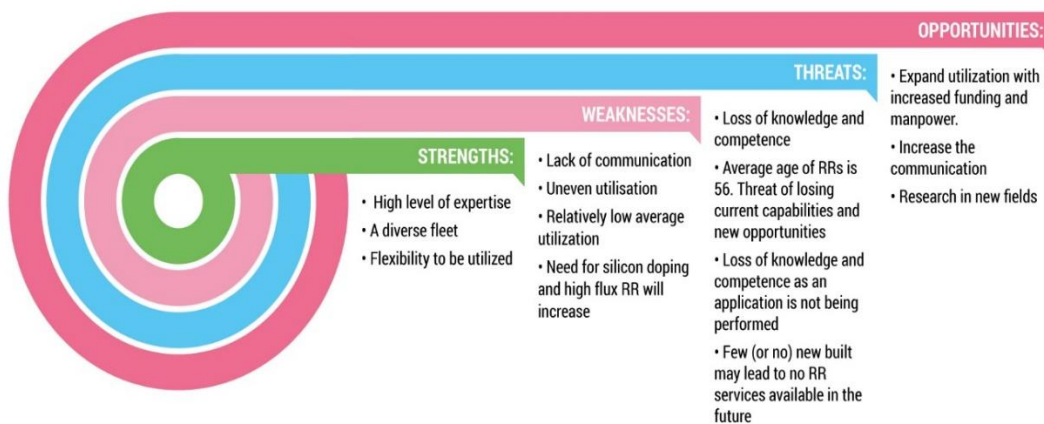 OPPORTUNITIES:
• Expand utilization with
increased funding and
manpower.
• Increase the
communication
• Research in new fields
THREATS:
• Loss of knowledge and
competence
• Average age of RRs is
56. Threat of losing
current capabilities and
new opportunities
• Loss of knowledge and
competence as an
application is not being
performed
• Few (or no) new built
may lead to no RR
services available in the
future
WEAKNESSES:
• Lack of communication
• Uneven utilisation
• Relatively low average
utilization
• Need for silicon doping
and high flux RR will
increase
STRENGTHS:
• High level of expertise
• A diverse fleet
• Flexibility to be utilized